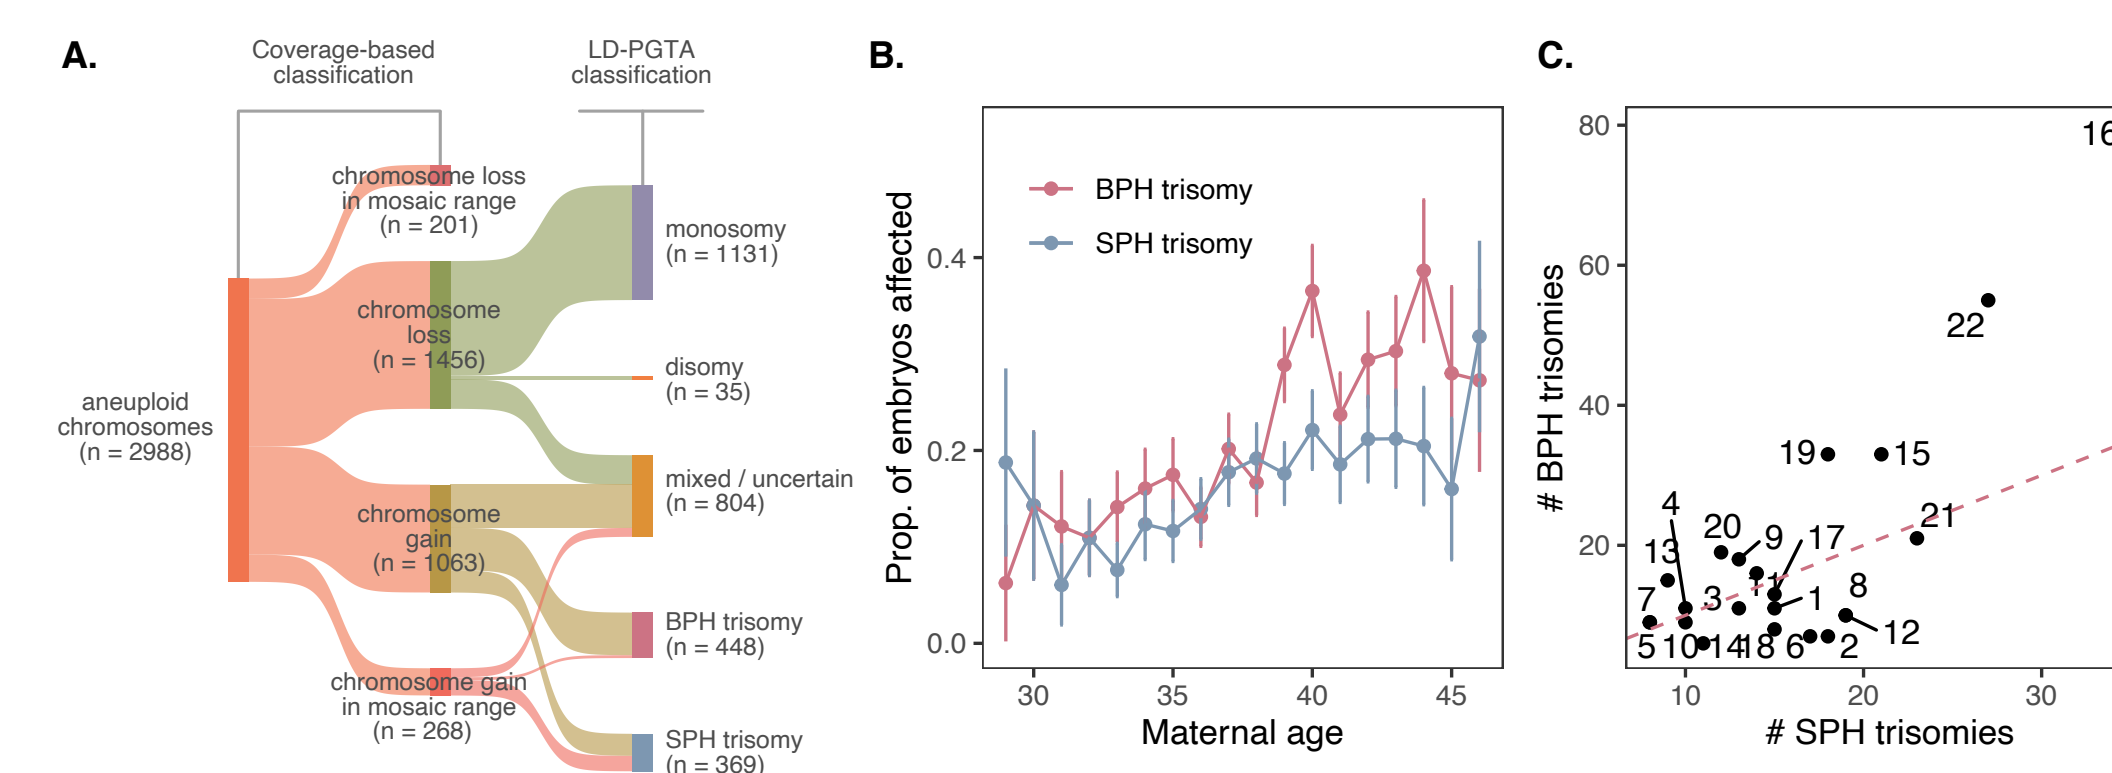 A.
Coverage-based
classification
LD-PGTA
classification
aneuploid
chromosomes
(n = 2988)
chromosome loss
in mosaic range
(n = 201)
chromosome
loss
(n = 1456)
chromosome
gain
(n = 1063)
chromosome gain
in mosaic range
(n = 268)
monosomy
(n = 1131)
disomy
(n = 35)
mixed / uncertain
(n = 804)
BPH trisomy
(n = 448)
SPH trisomy
(n = 369)
B.
Prop. of embryos affected
0.4
0.2
0.0
BPH trisomy
SPH trisomy
30 35 40 45
Maternal age
C.
# BPH trisomies
80
60
40
20
16
22
19 15
4 20 9 17 21
13
7 3 11 1 8
5 10 14 18 6 2 12
10 20 30
# SPH trisomies